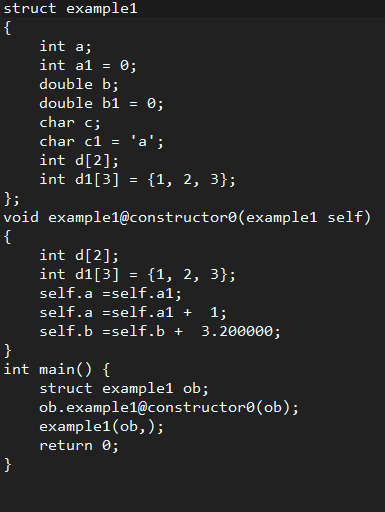 struct example1
{
    int a;
    int a1 = 0;
    double b;
    double b1 = 0;
    char c;
    char c1 = 'a';
    int d[2];
    int d1[3] = {1, 2, 3};
};
void example1@constructor0(example1 self)
{
    int d[2];
    int d1[3] = {1, 2, 3};
    self.a =self.a1;
    self.a =self.a1 +  1;
    self.b =self.b +  3.200000;
}
int main() {
    struct example1 ob;
    ob.example1@constructor0(ob);
    example1(ob,);
    return 0;
}